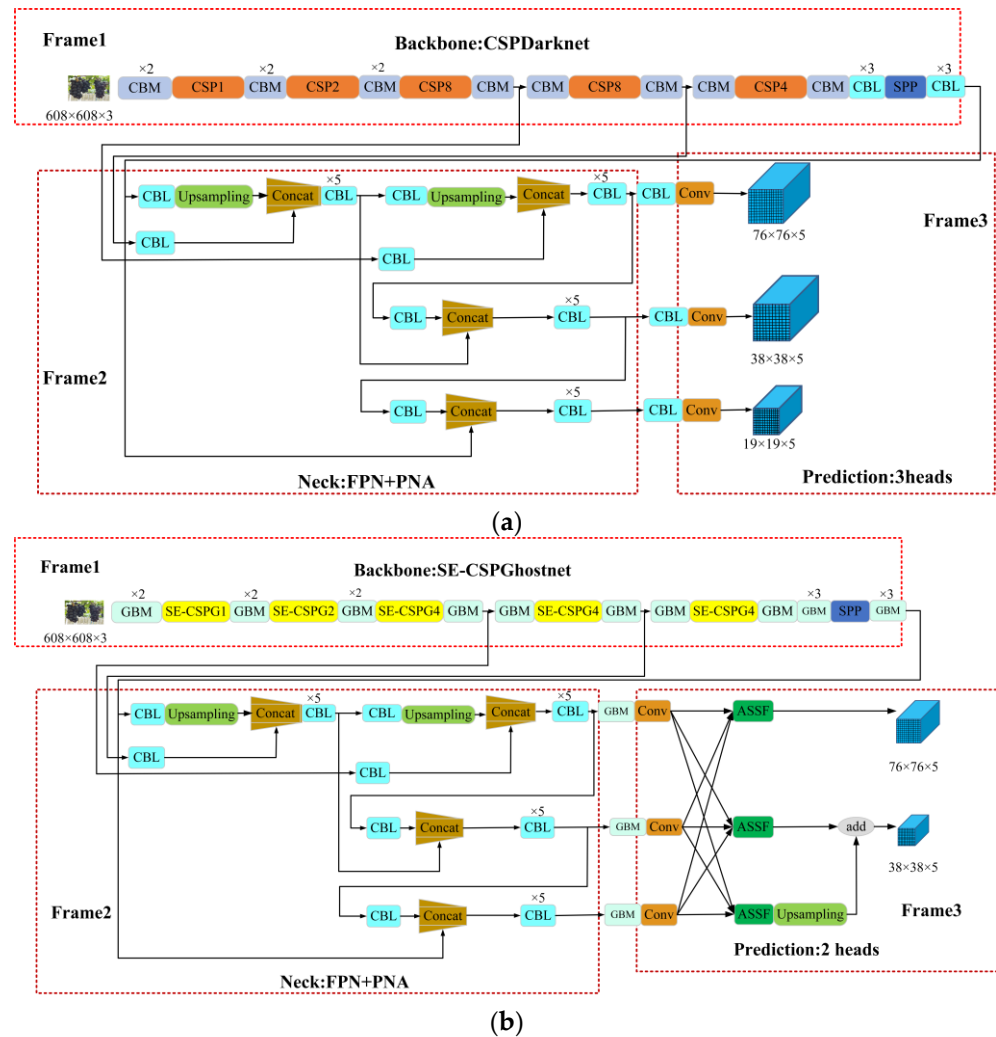 Frame1
Backbone:CSPDarknet
×2 ×2 ×2 ×3 ×3
CBM CSP1 CBM CSP2 CBM CSP8 CBM CBM CSP8 CBM CBM CSP4 CBM CBL SPP CBL
608×608×3
×5 ×5
CBL Upsampling Concat CBL CBL Upsampling Concat CBL CBL Conv
Frame3
76×76×5
CBL CBL
×5
CBL Concat CBL CBL Conv
38×38×5
Frame2
×5
CBL Concat CBL CBL Conv
19×19×5
Neck:FPN+PNA
Prediction:3heads
(a)
Frame1
Backbone:SE-CSPGhostnet
×2 ×2 ×2 ×3 ×3
GBM SE-CSPG1 GBM SE-CSPG2 GBM SE-CSPG4 GBM GBM SE-CSPG4 GBM GBM SE-CSPG4 GBM GBM SPP GBM
608×608×3
×5 ×5
CBL Upsampling Concat CBL CBL Upsampling Concat CBL GBM Conv ASSF
76×76×5
CBL CBL
×5
CBL Concat CBL GBM Conv ASSF add
38×38×5
Frame2
×5
CBL Concat CBL GBM Conv ASSF Upsampling
Frame3
Prediction:2 heads
Neck:FPN+PNA
(b)